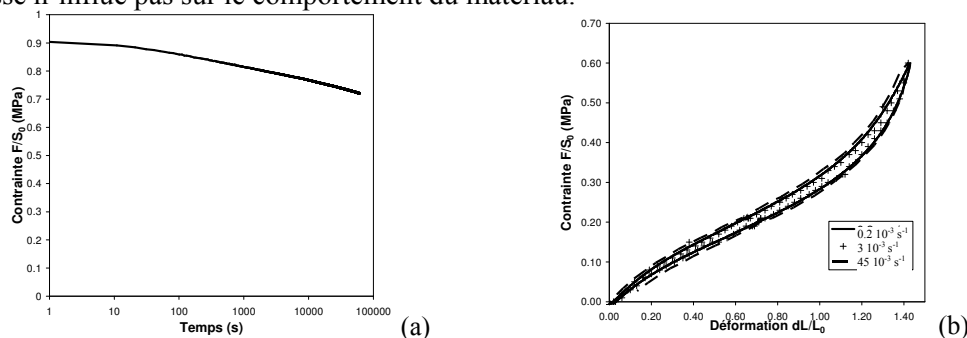 esse n'influe pas sur le comportement du matériau.
1
0.9
0.8
0.7
0.6
0.5
0.4
0.3
0.2
0.1
0
Contrainte F/S0 (MPa)
1 10 100 1000 10000 100000
Temps (s)
(a)
0.70
0.60
0.50
0.40
0.30
0.20
0.10
0.00
Contrainte F/S0 (MPa)
0.2 10-3 s-1
3 10-3 s-1
45 10-3 s-1
0.00 0.20 0.40 0.60 0.80 1.00 1.20 1.40
Déformation dL/L0
(b)